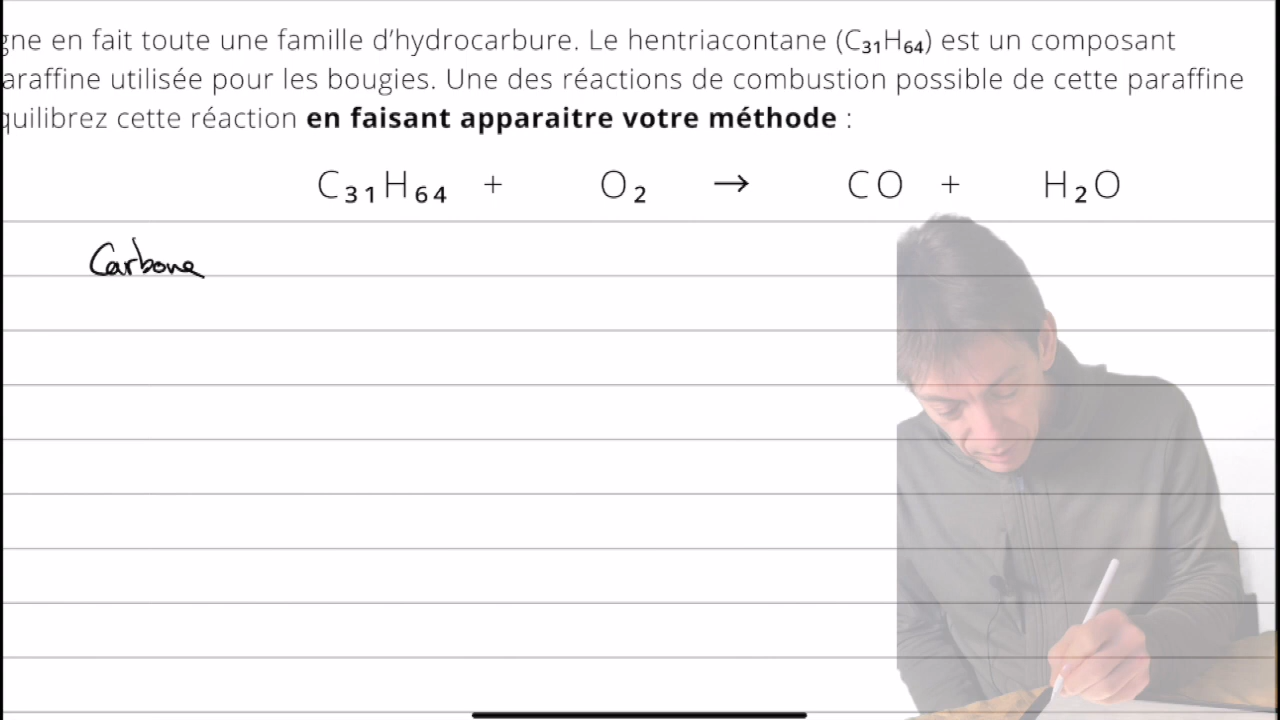 gne en fait toute une famille d'hydrocarbure. Le hentriacontane (C₃₁H₆₄) est un composant
araffine utilisée pour les bougies. Une des réactions de combustion possible de cette paraffine
quilibrez cette réaction en faisant apparaitre votre méthode :
C₃₁H₆₄ + O₂ → CO + H₂O
Carbone